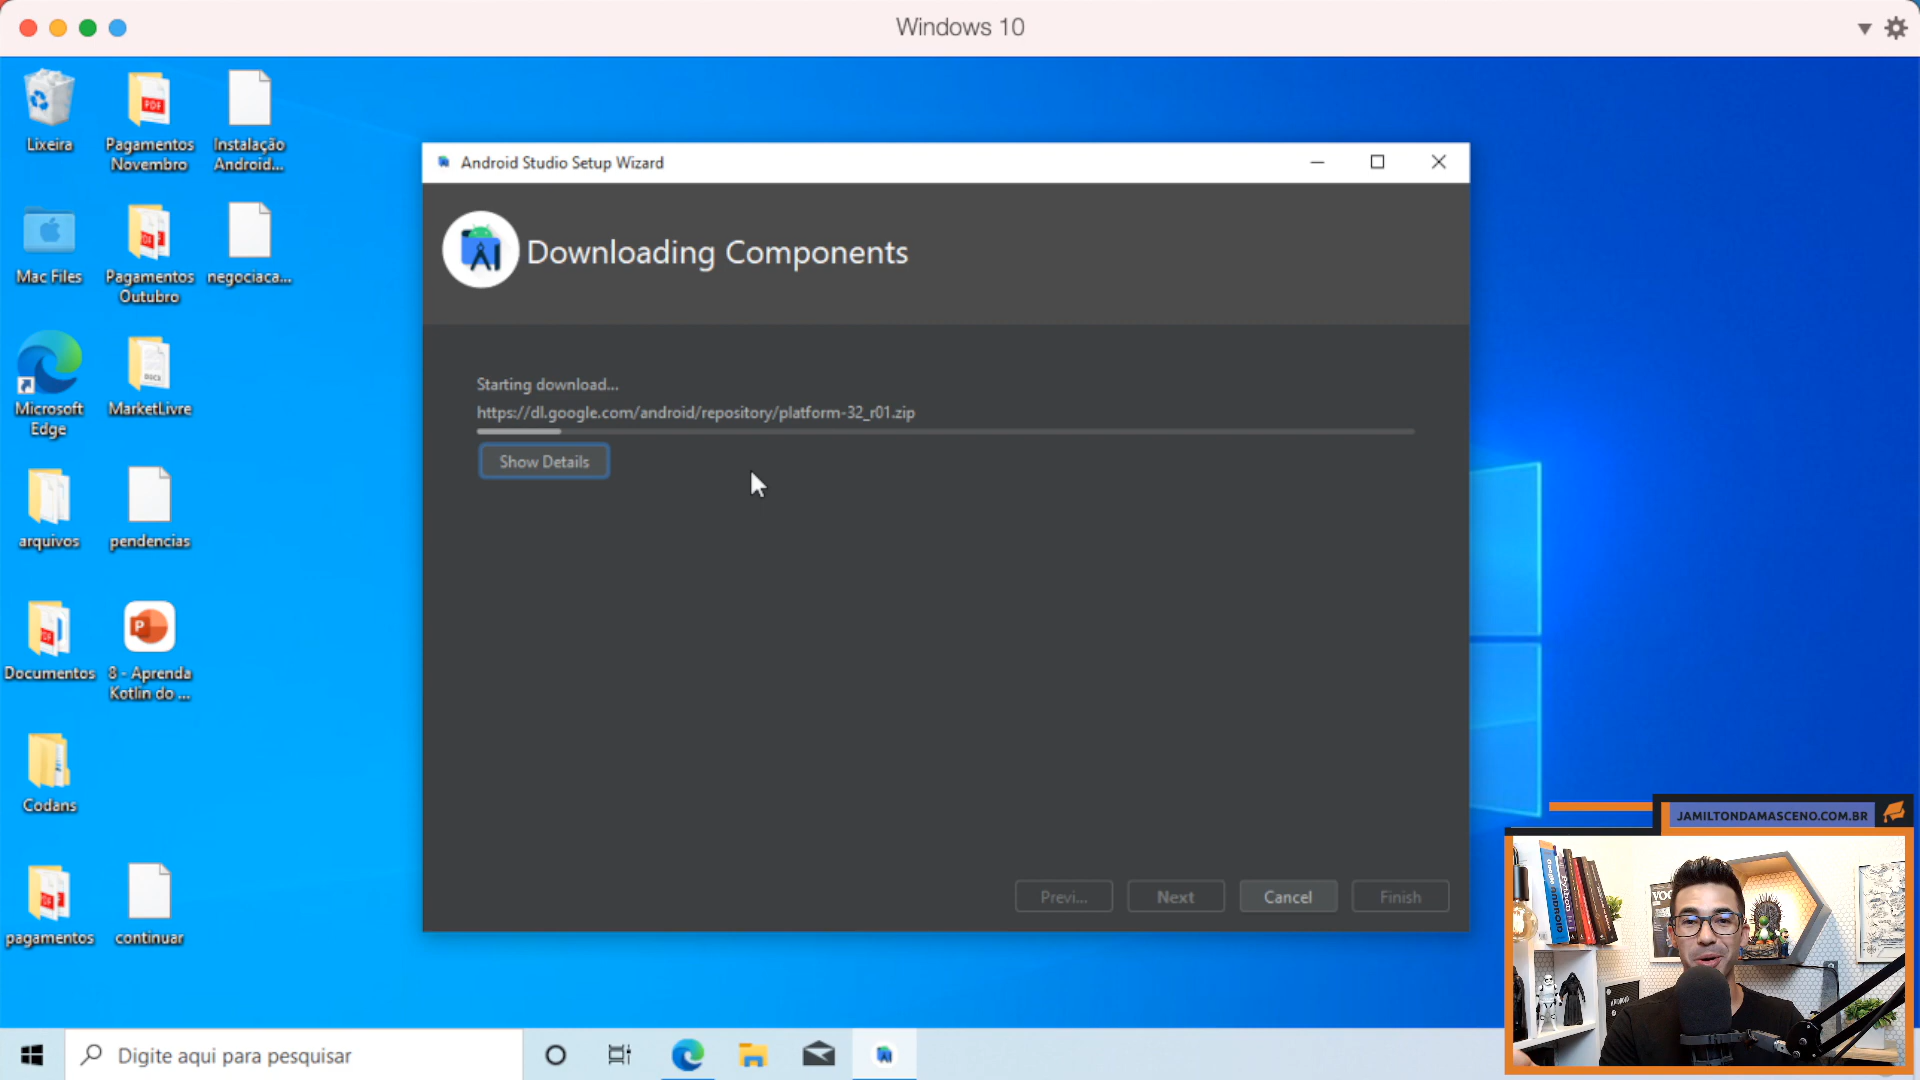 Windows 10
Lixeira
Pagamentos
Novembro
Instalação
Android...
Mac Files
Pagamentos
Outubro
negociaca...
Microsoft
Edge
MarketLivre
arquivos
pendencias
Documentos
8 - Aprenda
Kotlin do ...
Codans
pagamentos
continuar
Android Studio Setup Wizard
Downloading Components
Starting download...
https://dl.google.com/android/repository/platform-32_r01.zip
Show Details
Previ...
Next
Cancel
Finish
JAMILTONDAMASCENO.COM.BR
Digite aqui para pesquisar